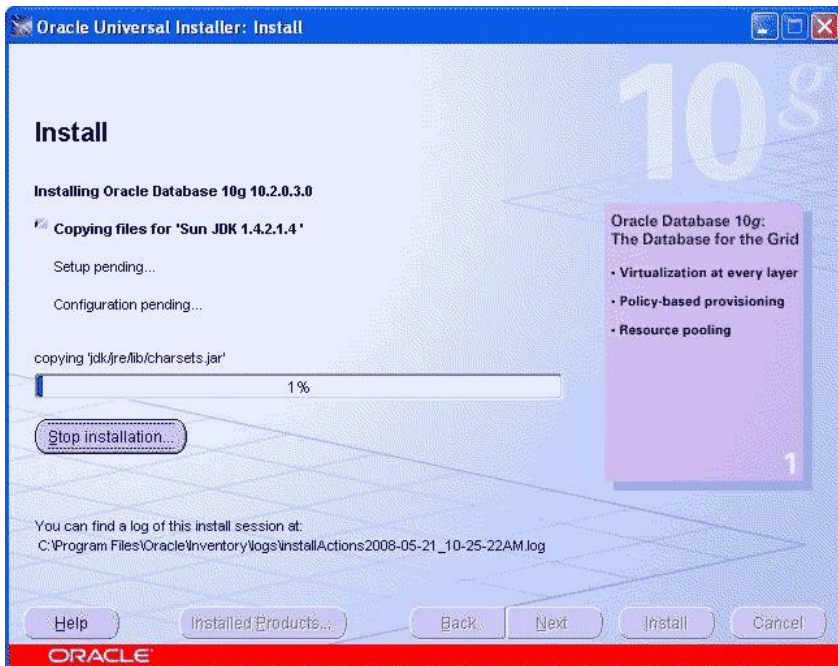 Oracle Universal Installer: Install
10g
Install
Installing Oracle Database 10g 10.2.0.3.0
Copying files for 'Sun JDK 1.4.2.1.4 '
Setup pending...
Configuration pending...
copying 'jdk/jre/lib/charsets.jar'
1%
Stop installation...
Oracle Database 10g:
The Database for the Grid
• Virtualization at every layer
• Policy-based provisioning
• Resource pooling
1
You can find a log of this install session at:
C:\Program Files\Oracle\Inventory\logs\installActions2008-05-21_10-25-22AM.log
Help Installed Products... Back Next Install Cancel
ORACLE